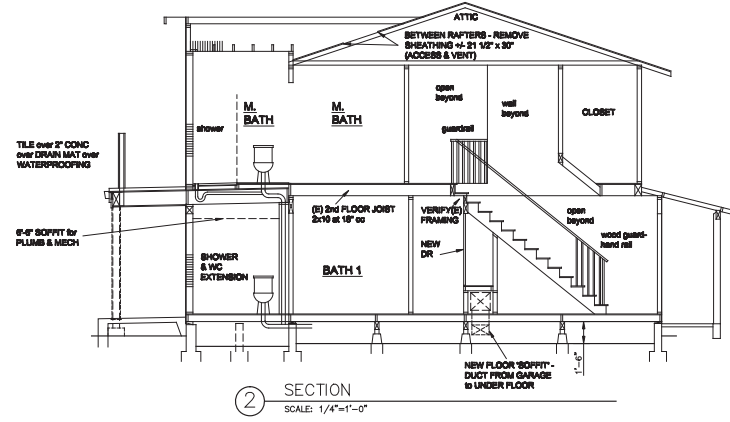 ATTIC
BETWEEN RAFTERS - REMOVE
SHEATHING +/- 21 1/2" x 30"
(ACCESS & VENT)
open
beyond
wall
beyond
CLOSET
M.
BATH
M.
BATH
shower
guardrail
TILE over 2" CONC
over DRAIN MAT over
WATERPROOFING
(E) 2nd FLOOR JOIST
2x10 at 16" oc
VERIFY(E)
FRAMING
open
beyond
wood guard-
hand rail
6'-6" SOFFIT for
PLUMB & MECH
NEW
DR
SHOWER
& WC
EXTENSION
BATH 1
1'-6"
NEW FLOOR "SOFFIT" -
DUCT FROM GARAGE
to UNDER FLOOR
2
SECTION
SCALE: 1/4"=1'-0"